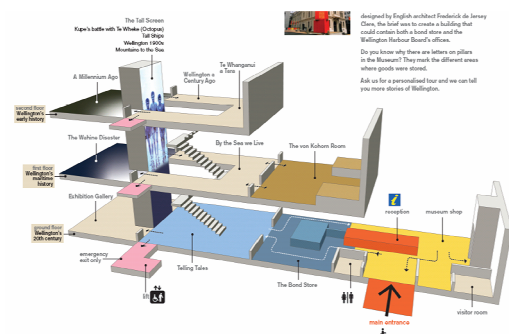 The Tall Screen
Kupe's battle with Te Wheke (Octopus)
Tall Ships
Wellington 1900s
Mountains to the Sea
designed by English architect Frederick de Jersey
Clere, the brief was to create a building that
could contain both a bond store and the
Wellington Harbour Board's offices.
Do you know why there are letters on pillars
in the Museum? They mark the different areas
where goods were stored.
Ask us for a personalised tour and we can tell
you more stories of Wellington.
A Millennium Ago
Wellington a
Century Ago
Te Whanganui
a Tara
second floor
Wellington's
early history
The Wahine Disaster
By the Sea we Live
The von Kohorn Room
first floor
Wellington's
maritime
history
Exhibition Gallery
reception
museum shop
ground floor
Wellington's
20th century
emergency
exit only
lift
Telling Tales
The Bond Store
visitor room
main entrance